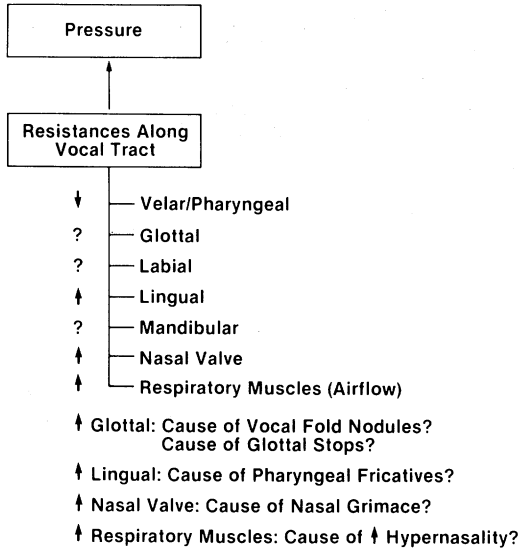 Pressure
Resistances Along
Vocal Tract
↓ Velar/Pharyngeal
? Glottal
? Labial
↑ Lingual
? Mandibular
↑ Nasal Valve
↑ Respiratory Muscles (Airflow)
↑ Glottal: Cause of Vocal Fold Nodules?
Cause of Glottal Stops?
↑ Lingual: Cause of Pharyngeal Fricatives?
↑ Nasal Valve: Cause of Nasal Grimace?
↑ Respiratory Muscles: Cause of ↑ Hypernasality?